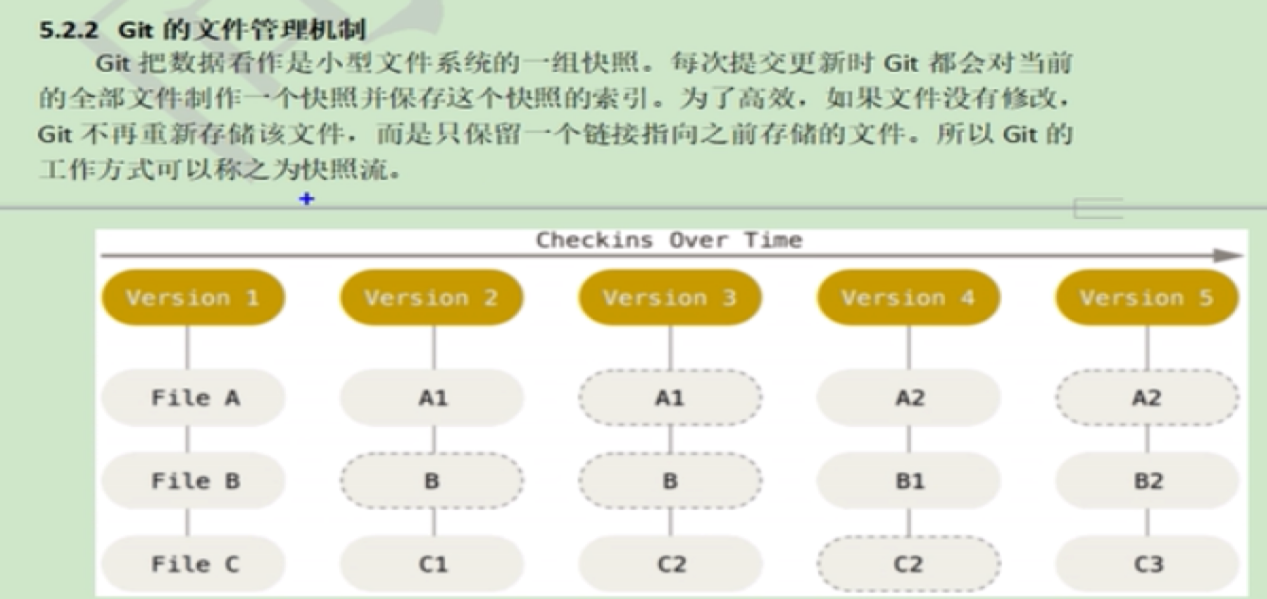 5.2.2 Git 的文件管理机制
Git 把数据看作是小型文件系统的一组快照。每次提交更新时 Git 都会对当前
的全部文件制作一个快照并保存这个快照的索引。为了高效，如果文件没有修改，
Git 不再重新存储该文件，而是只保留一个链接指向之前存储的文件。所以 Git 的
工作方式可以称之为快照流。
Checkins Over Time
Version 1 Version 2 Version 3 Version 4 Version 5
File A A1 A1 A2 A2
File B B B B1 B2
File C C1 C2 C2 C3